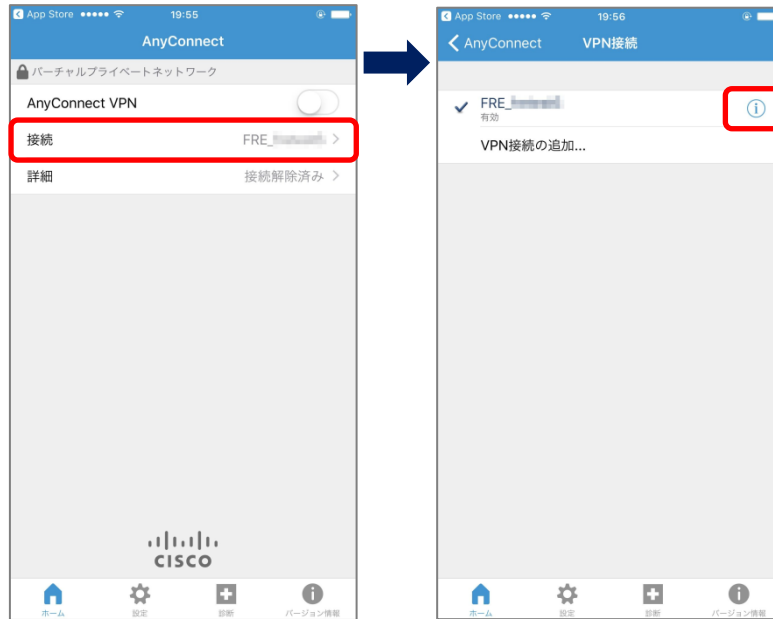 App Store
19:55
AnyConnect
バーチャルプライベートネットワーク
AnyConnect VPN
接続 FRE_
詳細 接続解除済み
CISCO
ホーム 設定 診断 バージョン情報
App Store
19:56
AnyConnect VPN接続
FRE_
有効
VPN接続の追加...
ホーム 設定 診断 バージョン情報